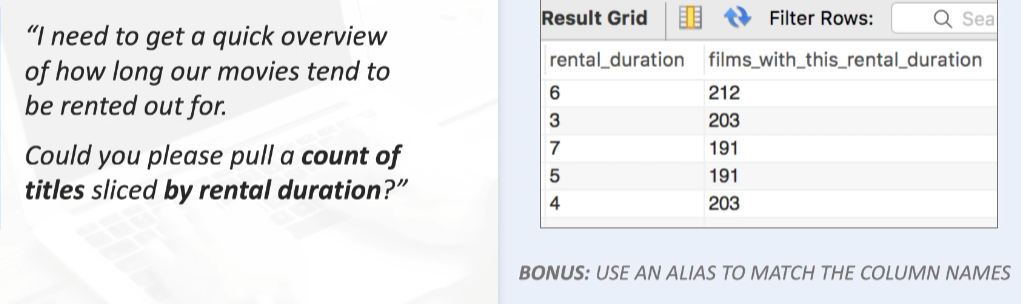 “I need to get a quick overview
of how long our movies tend to
be rented out for.
Could you please pull a count of
titles sliced by rental duration?”
Result Grid Filter Rows: Sea
rental_duration films_with_this_rental_duration
6 212
3 203
7 191
5 191
4 203
BONUS: USE AN ALIAS TO MATCH THE COLUMN NAMES